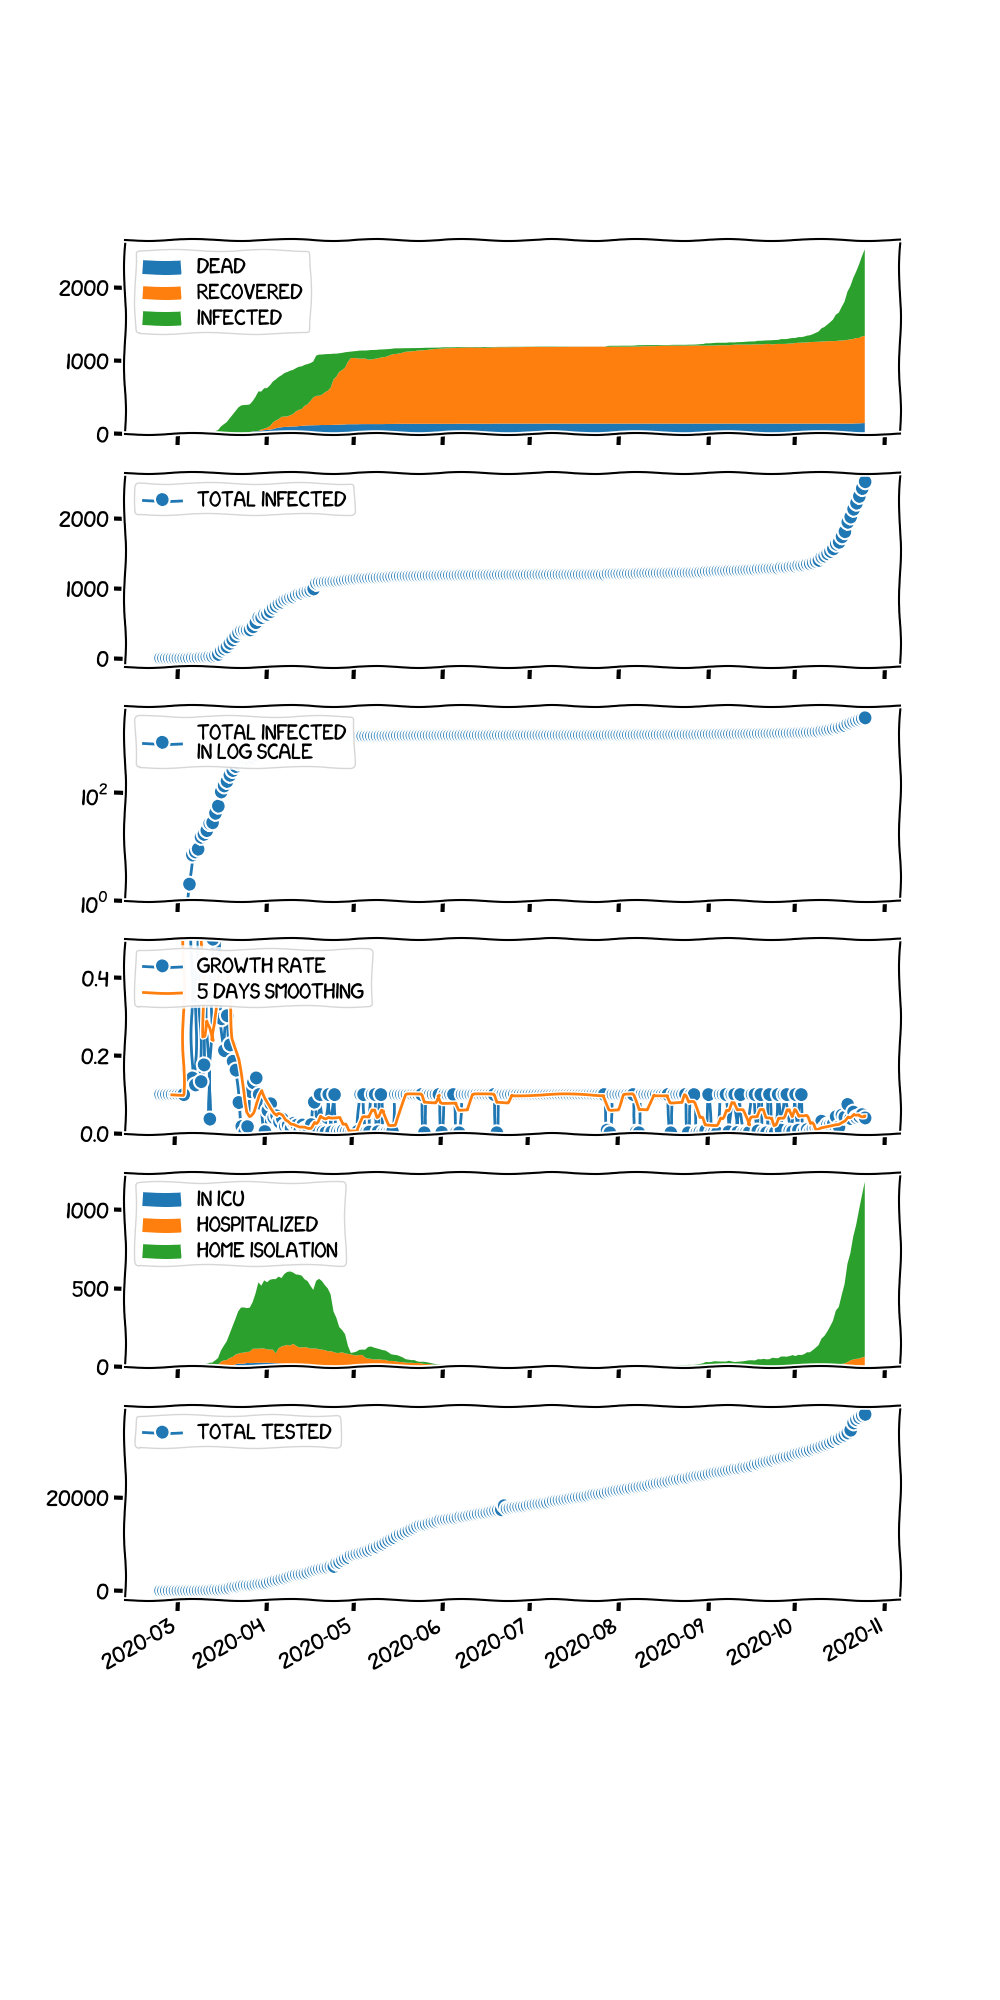 DEAD
RECOVERED
INFECTED
2000
1000
0
TOTAL INFECTED
2000
1000
0
TOTAL INFECTED
IN LOG SCALE
10²
10⁰
GROWTH RATE
5 DAYS SMOOTHING
0.4
0.2
0.0
IN ICU
HOSPITALIZED
HOME ISOLATION
1000
500
0
TOTAL TESTED
20000
0
2020-03 2020-04 2020-05 2020-06 2020-07 2020-08 2020-09 2020-10 2020-11